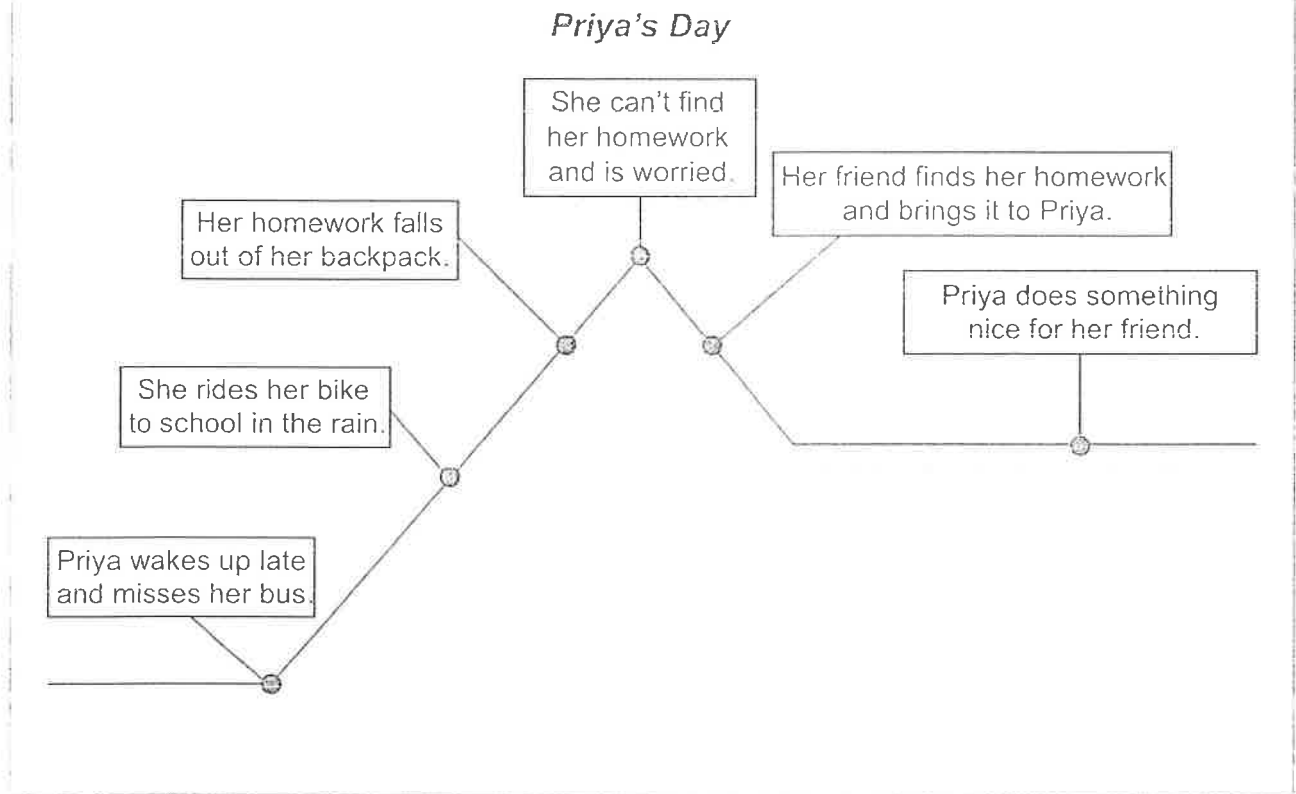 Priya's Day
She can't find
her homework
and is worried.
Her friend finds her homework
and brings it to Priya.
Her homework falls
out of her backpack.
Priya does something
nice for her friend.
She rides her bike
to school in the rain.
Priya wakes up late
and misses her bus.